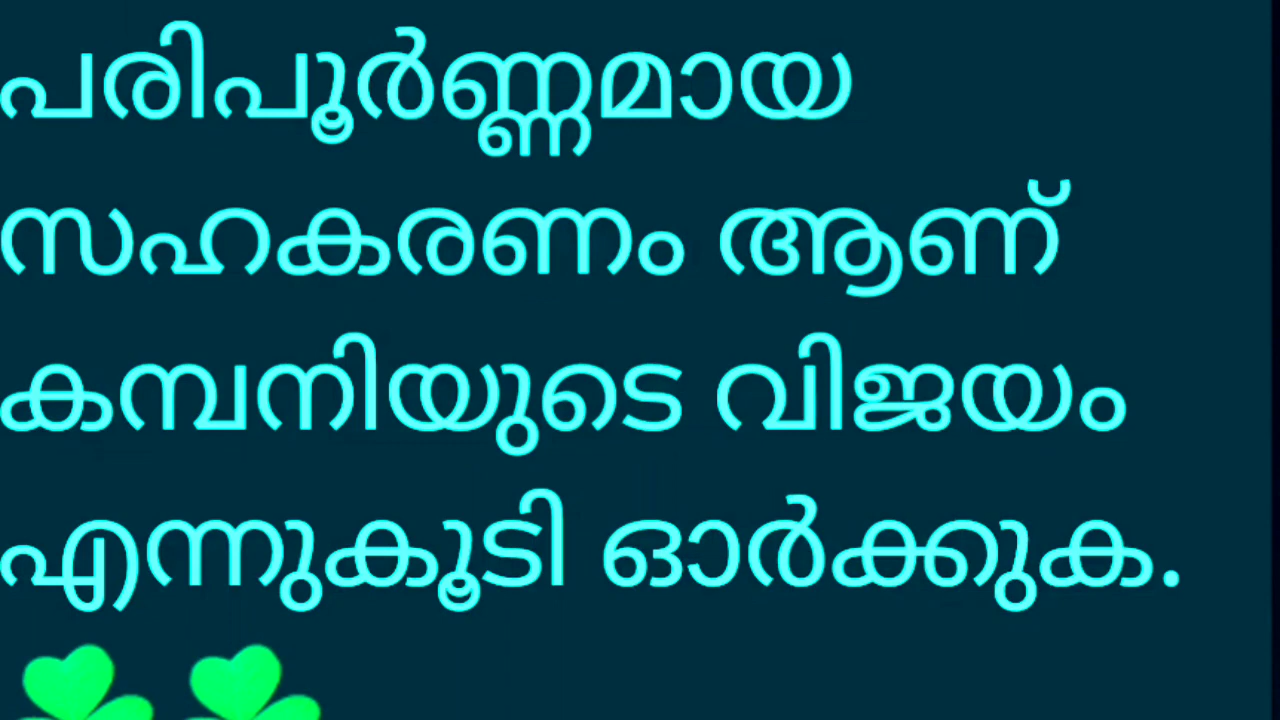 പരിപൂർണ്ണമായ
സഹകരണം ആണ്
കമ്പനിയുടെ വിജയം
എന്നുകൂടി ഓർക്കുക.